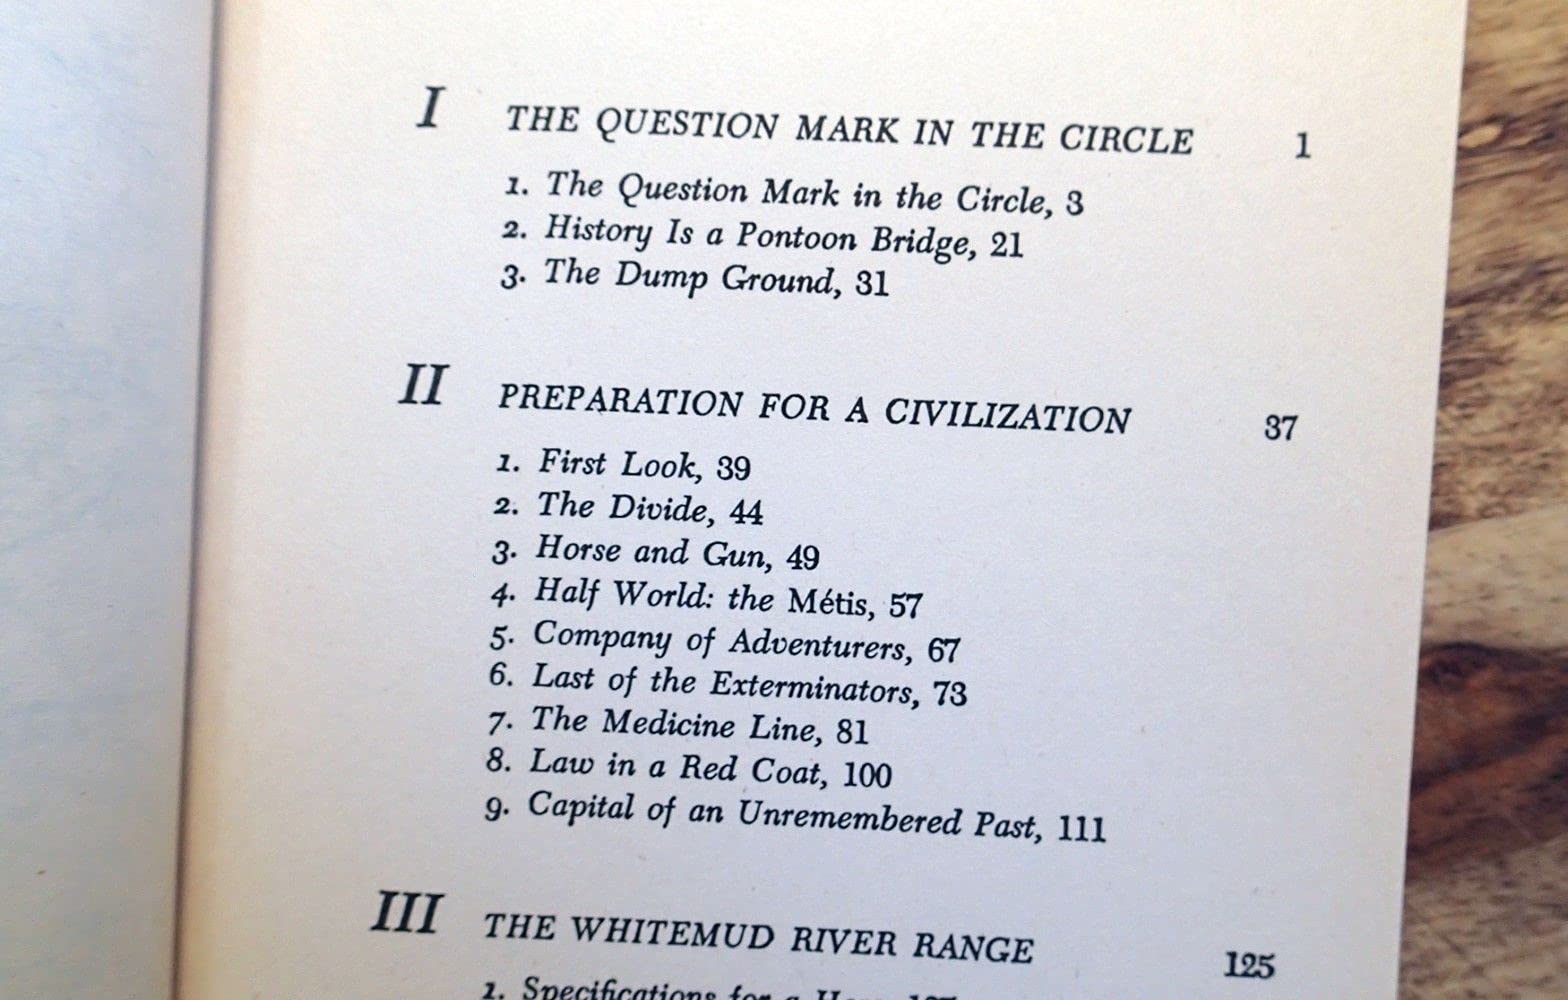 I THE QUESTION MARK IN THE CIRCLE 1
1. The Question Mark in the Circle, 3
2. History Is a Pontoon Bridge, 21
3. The Dump Ground, 31
II PREPARATION FOR A CIVILIZATION 37
1. First Look, 39
2. The Divide, 44
3. Horse and Gun, 49
4. Half World: the Métis, 57
5. Company of Adventurers, 67
6. Last of the Exterminators, 73
7. The Medicine Line, 81
8. Law in a Red Coat, 100
9. Capital of an Unremembered Past, 111
III THE WHITEMUD RIVER RANGE 125
1. Specifications for a